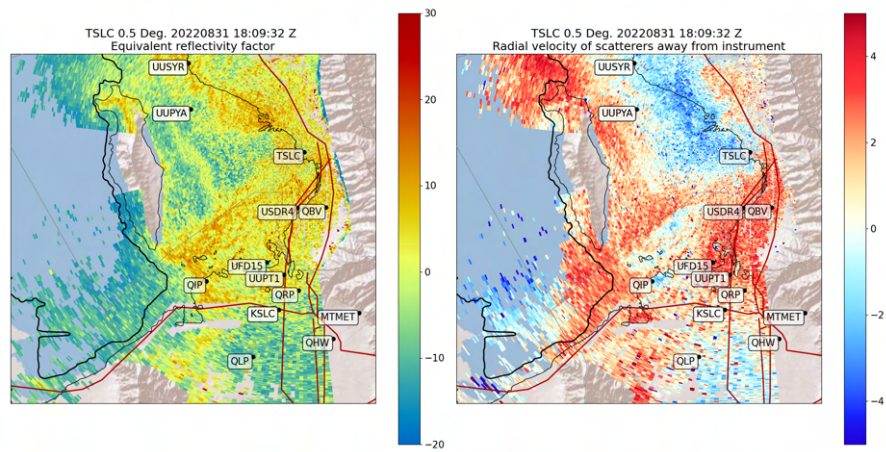 TSLC 0.5 Deg. 20220831 18:09:32 Z
Equivalent reflectivity factor
UUSYR
UUPYA
TSLC
USDR4
QBV
UFD15
UUPT1
QIP
QRP
KSLC
MTMET
QHW
QLP
30
20
10
0
−10
−20
TSLC 0.5 Deg. 20220831 18:09:32 Z
Radial velocity of scatterers away from instrument
UUSYR
UUPYA
TSLC
USDR4
QBV
UFD15
UUPT1
QIP
QRP
KSLC
MTMET
QHW
QLP
4
2
0
−2
−4